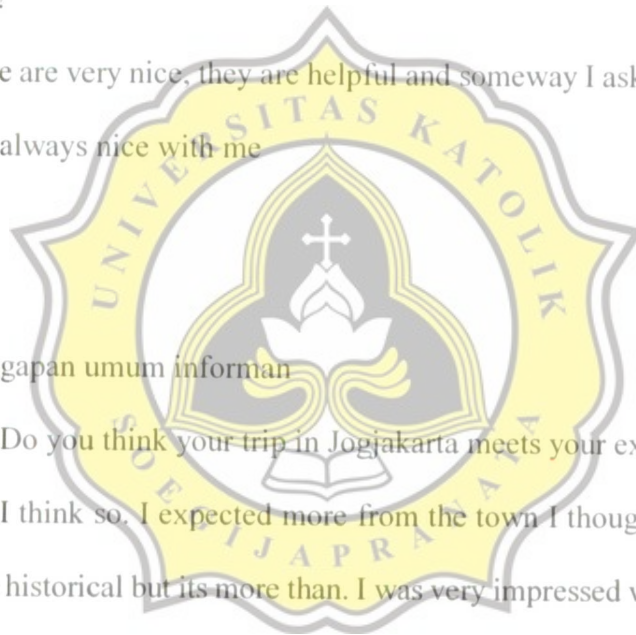 e are very nice, they are helpful and someway I ask
always nice with me
gapan umum informan
Do you think your trip in Jogjakarta meets your ex
I think so. I expected more from the town I thoug
historical but its more than. I was very impressed
UNIVERSITAS KATOLIK
SOEGIJAPRANATA